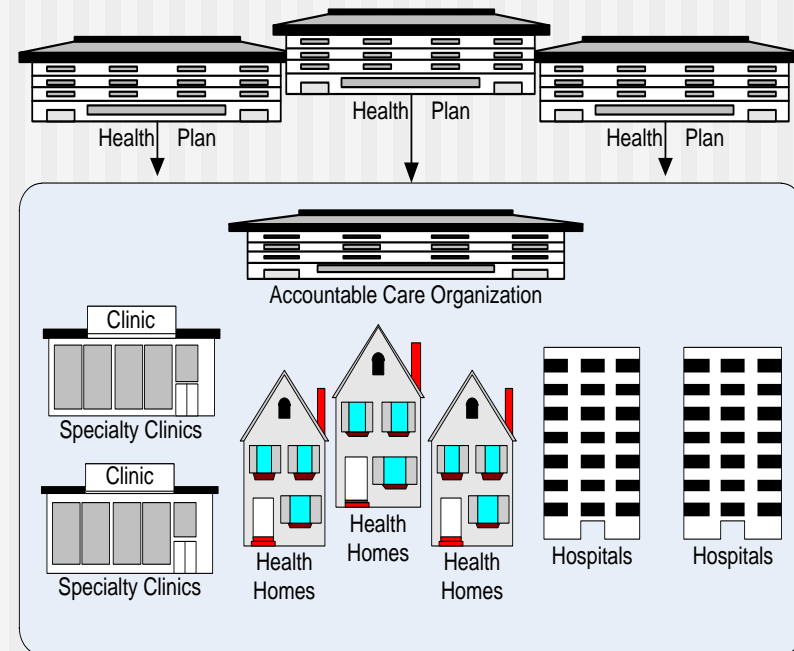 Health Plan
Health Plan
Health Plan
Accountable Care Organization
Clinic
Specialty Clinics
Clinic
Specialty Clinics
Health
Homes
Health
Homes
Health
Homes
Hospitals
Hospitals